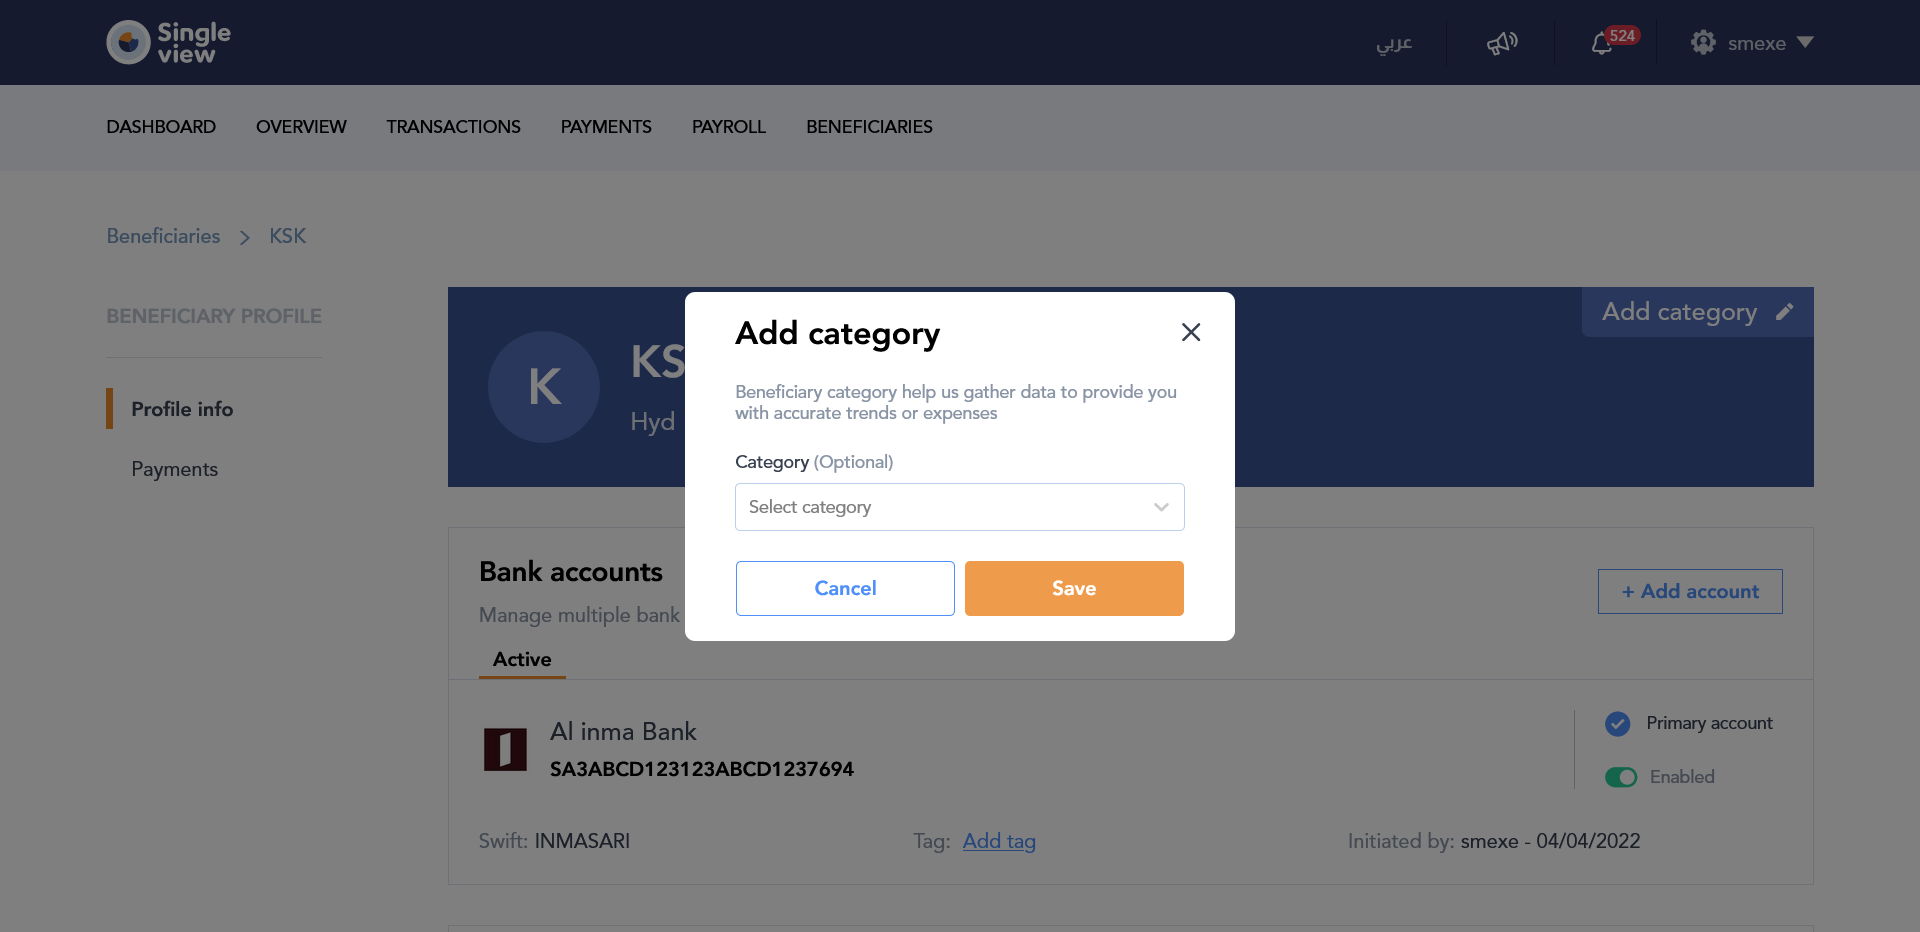 Single
view
عربي
524
smexe
DASHBOARD OVERVIEW TRANSACTIONS PAYMENTS PAYROLL BENEFICIARIES
Beneficiaries > KSK
BENEFICIARY PROFILE
Profile info
Payments
K
KS
Hyd
Add category
Add category
Beneficiary category help us gather data to provide you
with accurate trends or expenses
Category (Optional)
Select category
Cancel
Save
Bank accounts
Manage multiple bank
+ Add account
Active
Al inma Bank
SA3ABCD123123ABCD1237694
Primary account
Enabled
Swift: INMASARI
Tag: Add tag
Initiated by: smexe - 04/04/2022